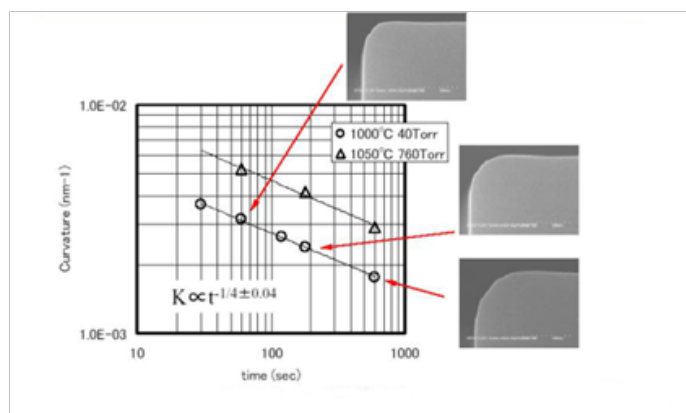 1.0E-02
○ 1000℃ 40Torr
△ 1050℃ 760Torr
Curvature (nm-1)
K∝t-1/4±0.04
1.0E-03
10
100
1000
time (sec)